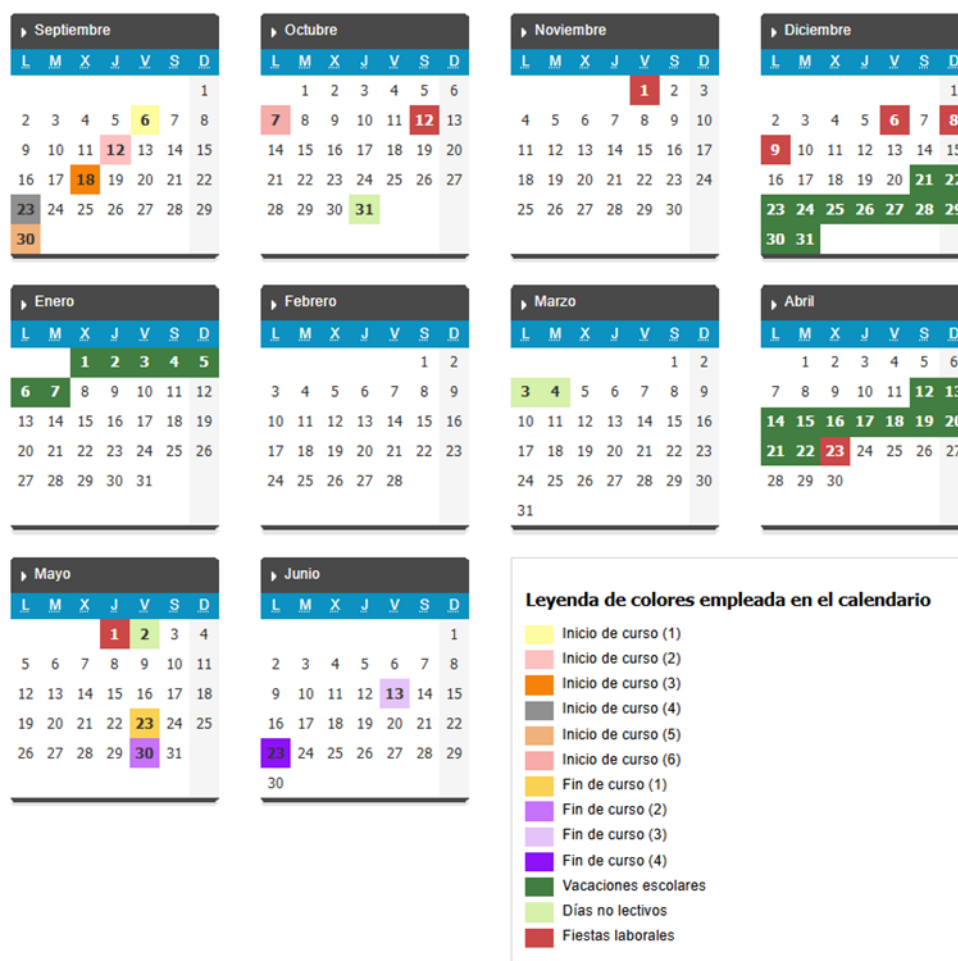 Septiembre
L M X J V S D
1
2 3 4 5 6 7 8
9 10 11 12 13 14 15
16 17 18 19 20 21 22
23 24 25 26 27 28 29
30
Octubre
L M X J V S D
1 2 3 4 5 6
7 8 9 10 11 12 13
14 15 16 17 18 19 20
21 22 23 24 25 26 27
28 29 30 31
Noviembre
L M X J V S D
1 2 3
4 5 6 7 8 9 10
11 12 13 14 15 16 17
18 19 20 21 22 23 24
25 26 27 28 29 30
Diciembre
L M X J V S D
1
2 3 4 5 6 7 8
9 10 11 12 13 14 15
16 17 18 19 20 21 22
23 24 25 26 27 28 29
30 31
Enero
L M X J V S D
1 2 3 4 5
6 7 8 9 10 11 12
13 14 15 16 17 18 19
20 21 22 23 24 25 26
27 28 29 30 31
Febrero
L M X J V S D
1 2
3 4 5 6 7 8 9
10 11 12 13 14 15 16
17 18 19 20 21 22 23
24 25 26 27 28
Marzo
L M X J V S D
1 2
3 4 5 6 7 8 9
10 11 12 13 14 15 16
17 18 19 20 21 22 23
24 25 26 27 28 29 30
31
Abril
L M X J V S D
1 2 3 4 5 6
7 8 9 10 11 12 13
14 15 16 17 18 19 20
21 22 23 24 25 26 27
28 29 30
Mayo
L M X J V S D
1 2 3 4
5 6 7 8 9 10 11
12 13 14 15 16 17 18
19 20 21 22 23 24 25
26 27 28 29 30 31
Junio
L M X J V S D
1
2 3 4 5 6 7 8
9 10 11 12 13 14 15
16 17 18 19 20 21 22
23 24 25 26 27 28 29
30
Leyenda de colores empleada en el calendario
Inicio de curso (1)
Inicio de curso (2)
Inicio de curso (3)
Inicio de curso (4)
Inicio de curso (5)
Inicio de curso (6)
Fin de curso (1)
Fin de curso (2)
Fin de curso (3)
Fin de curso (4)
Vacaciones escolares
Días no lectivos
Fiestas laborales